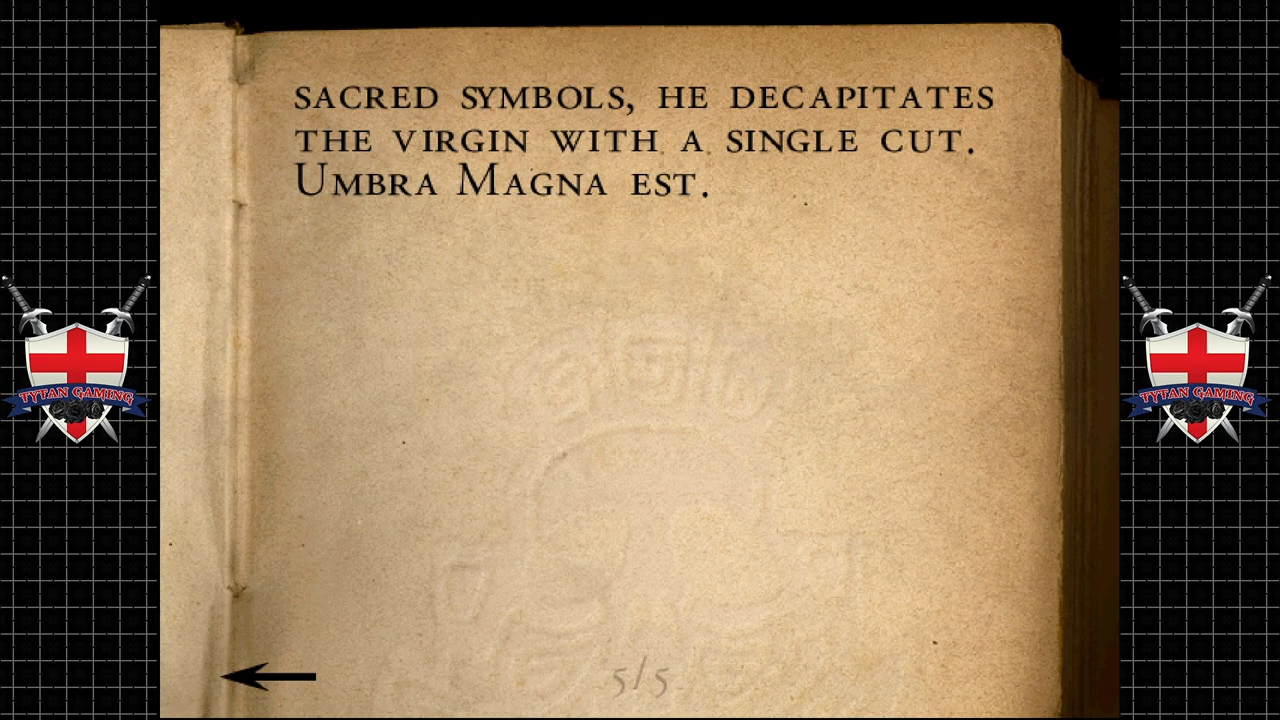 SACRED SYMBOLS, HE DECAPITATES
THE VIRGIN WITH A SINGLE CUT.
UMBRA MAGNA EST.
5/5
TYTAN GAMING
TYTAN GAMING